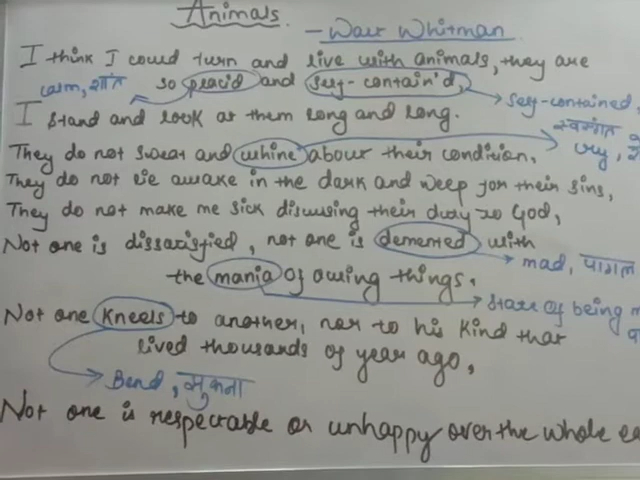 Animals.
- Walt Whitman
I think I could turn and live with animals, they are
calm, शांत so placid and self-contain'd,
self-contained,
I stand and look at them long and long.
They do not sweat and whine about their condition.
cry,
They do not lie awake in the dark and weep for their sins,
They do not make me sick discussing their duty to God,
Not one is dissatisfied, not one is demented with
mad, पागल
the mania of owing things.
state of being
Not one kneels to another, nor to his kind that
lived thousands of year ago,
Bend, झुकना
Not one is respectable or unhappy over the whole